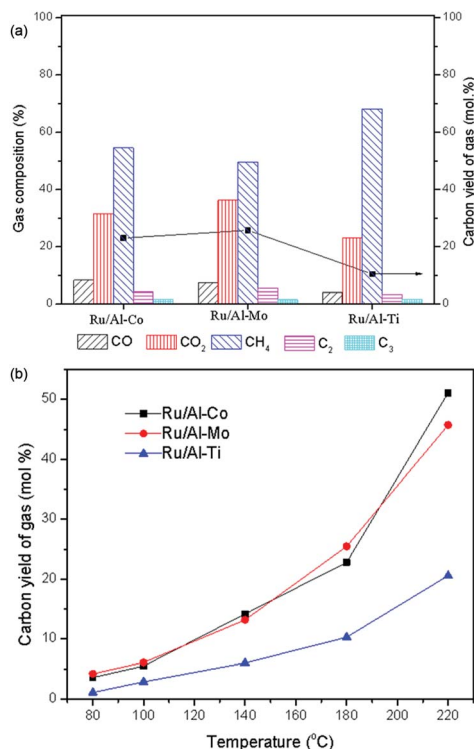 (a)
Gas composition (%)
100
80
60
40
20
0
100
80
60
40
20
0
Carbon yield of gas (mol.%)
Ru/Al-Co Ru/Al-Mo Ru/Al-Ti
CO CO₂ CH₄ C₂ C₃
(b)
Carbon yield of gas (mol %)
50
40
30
20
10
0
Ru/Al-Co
Ru/Al-Mo
Ru/Al-Ti
80 100 120 140 160 180 200 220
Temperature (°C)